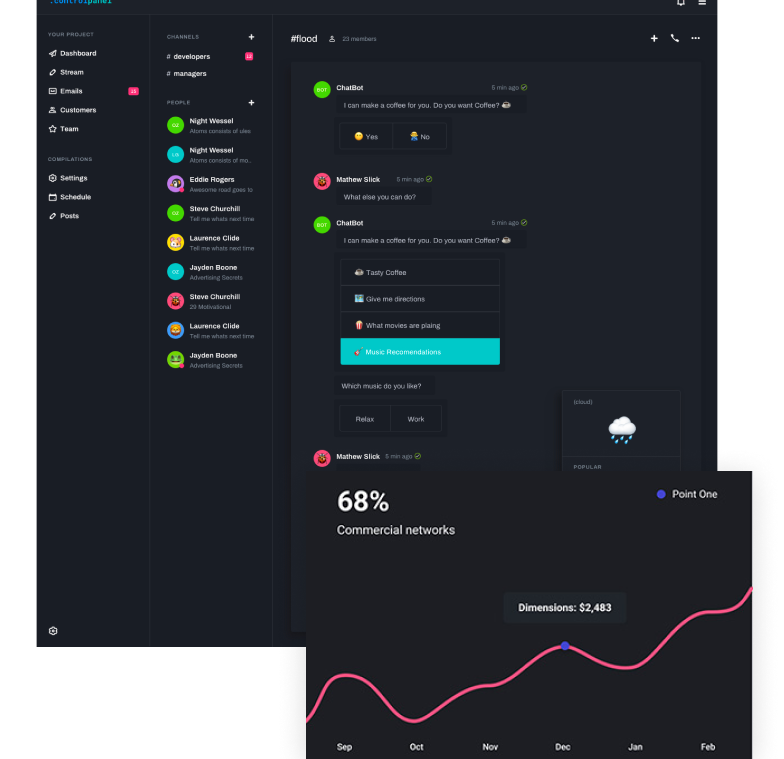 .controlpanel
YOUR PROJECT
Dashboard
Stream
Emails
Customers
Team
COMPILATIONS
Settings
Schedule
Posts
CHANNELS +
# developers
# managers
PEOPLE +
OZ
Night Wessel
Atoms consists of ules
LG
Night Wessel
Atoms consists of mo..
Eddie Rogers
Awesome road goes to
OZ
Steve Churchill
Tell me whats next time
Laurence Clide
Tell me whats next time
OZ
Jayden Boone
Advertising Secrets
Steve Churchill
29 Motivational
Laurence Clide
Tell me whats next time
Jayden Boone
Advertising Secrets
#flood 23 members
BOT
ChatBot 5 min ago
I can make a coffee for you. Do you want Coffee? ☕
Yes No
Mathew Slick 5 min ago
What else you can do?
BOT
ChatBot 5 min ago
I can make a coffee for you. Do you want Coffee? ☕
Tasty Coffee
Give me directions
What movies are plaing
Music Recomendations
Which music do you like?
Relax Work
Mathew Slick 5 min ago
(cloud)
POPULAR
68%
Commercial networks
Point One
Dimensions: $2,483
Sep Oct Nov Dec Jan Feb